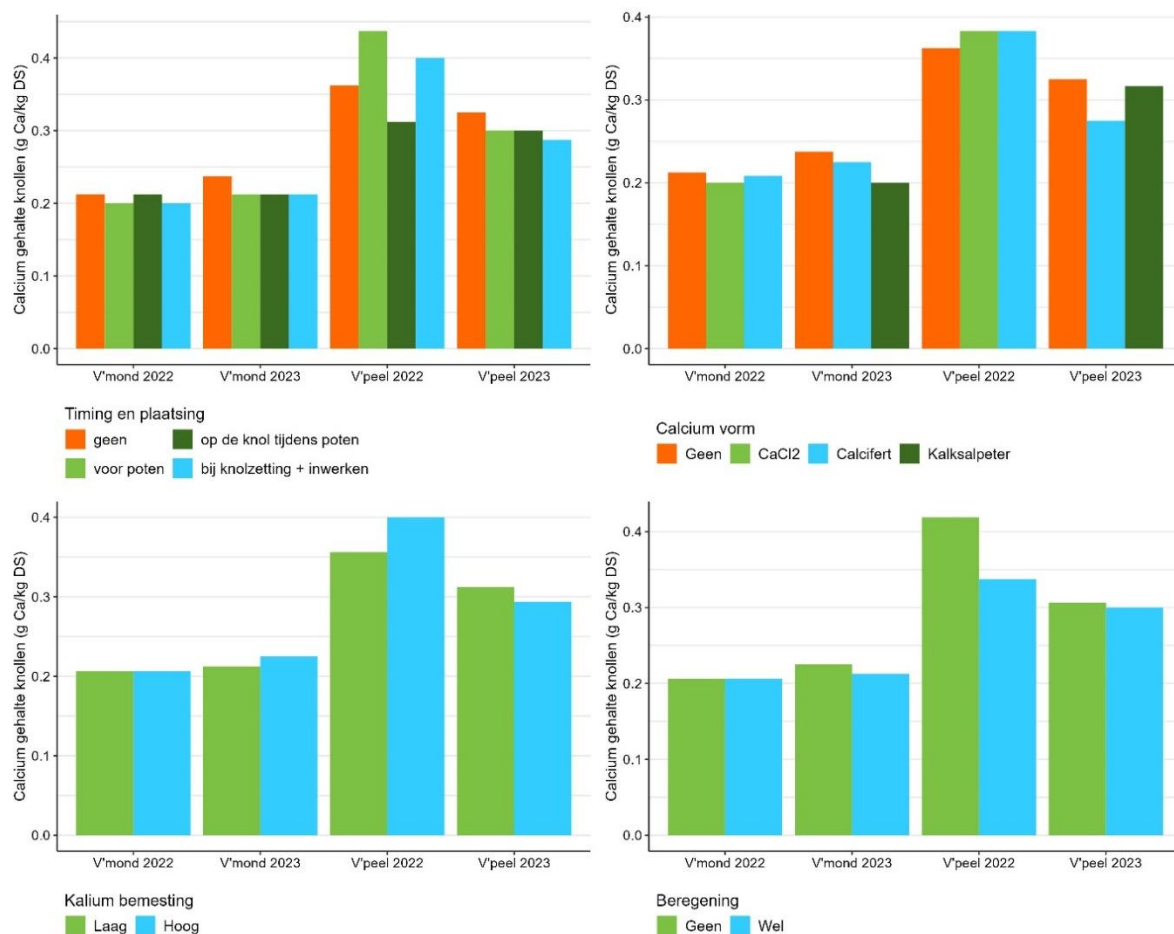 Calcium gehalte knollen (g Ca/kg DS)
0.4
0.3
0.2
0.1
0.0
V'mond 2022 V'mond 2023 V'peel 2022 V'peel 2023
Timing en plaatsing
geen op de knol tijdens poten
voor poten bij knolzetting + inwerken
Calcium gehalte knollen (g Ca/kg DS)
0.4
0.3
0.2
0.1
0.0
V'mond 2022 V'mond 2023 V'peel 2022 V'peel 2023
Calcium vorm
Geen CaCl2 Calcifert Kalksalpeter
Calcium gehalte knollen (g Ca/kg DS)
0.4
0.3
0.2
0.1
0.0
V'mond 2022 V'mond 2023 V'peel 2022 V'peel 2023
Kalium bemesting
Laag Hoog
Calcium gehalte knollen (g Ca/kg DS)
0.4
0.3
0.2
0.1
0.0
V'mond 2022 V'mond 2023 V'peel 2022 V'peel 2023
Beregening
Geen Wel